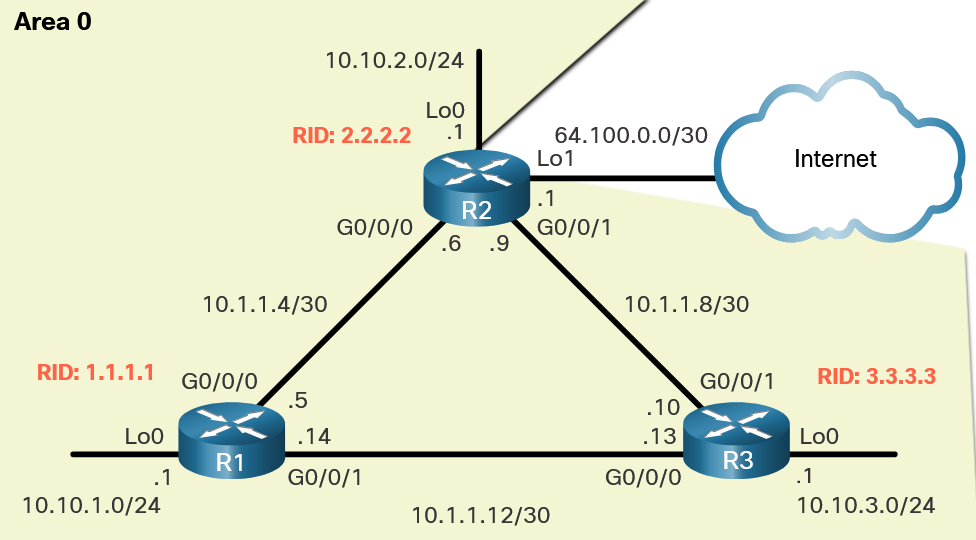 Area 0
10.10.2.0/24
Lo0
.1
RID: 2.2.2.2
64.100.0.0/30
Lo1
.1
Internet
R2
G0/0/0
G0/0/1
.6
.9
10.1.1.4/30
10.1.1.8/30
RID: 1.1.1.1
G0/0/0
.5
G0/0/1
RID: 3.3.3.3
.10
Lo0
.14
.13
Lo0
R1
R3
.1
G0/0/1
G0/0/0
.1
10.10.1.0/24
10.1.1.12/30
10.10.3.0/24